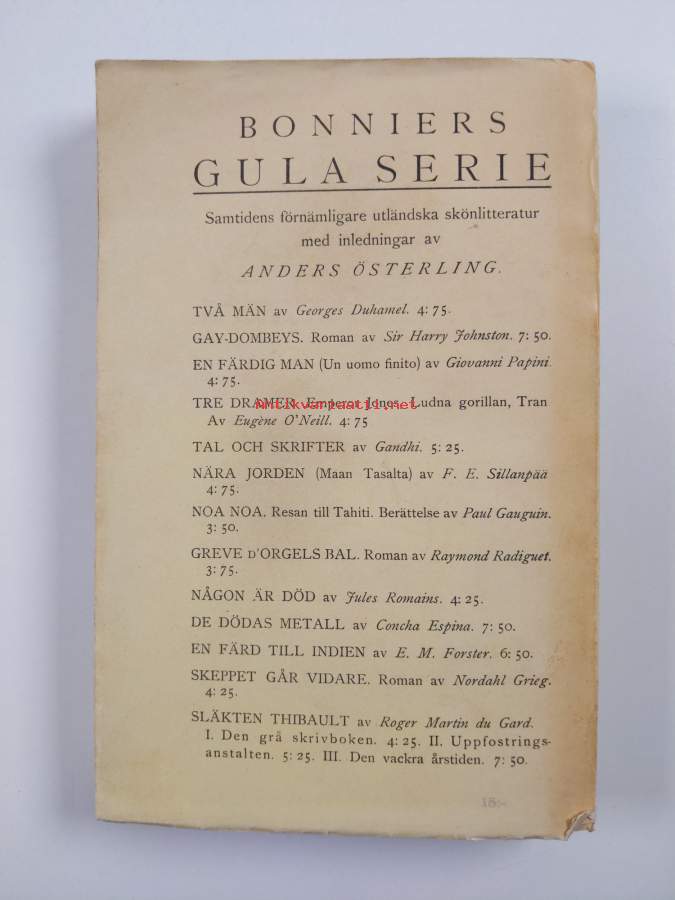 BONNIERS
GULA SERIE
Samtidens förnämligare utländska skönlitteratur
med inledningar av
ANDERS ÖSTERLING.
TVÅ MÄN av Georges Duhamel. 4: 75.
GAY-DOMBEYS. Roman av Sir Harry Johnston. 7: 50.
EN FÄRDIG MAN (Un uomo finito) av Giovanni Papini.
4: 75.
TRE DRAMER. Emperor Jones, Ludna gorillan, Tran
Antikvariaatti.net
Av Eugène O'Neill. 4: 75
TAL OCH SKRIFTER av Gandhi. 5: 25.
NÄRA JORDEN (Maan Tasalta) av F. E. Sillanpää
4: 75.
NOA NOA. Resan till Tahiti. Berättelse av Paul Gauguin.
3: 50.
GREVE D'ORGELS BAL. Roman av Raymond Radiguet.
3: 75.
NÅGON ÄR DÖD av Jules Romains. 4: 25.
DE DÖDAS METALL av Concha Espina. 7: 50.
EN FÄRD TILL INDIEN av E. M. Forster. 6: 50.
SKEPPET GÅR VIDARE. Roman av Nordahl Grieg.
4: 25.
SLÄKTEN THIBAULT av Roger Martin du Gard.
I. Den grå skrivboken. 4: 25. II. Uppfostrings-
anstalten. 5: 25. III. Den vackra årstiden. 7: 50.
18:-